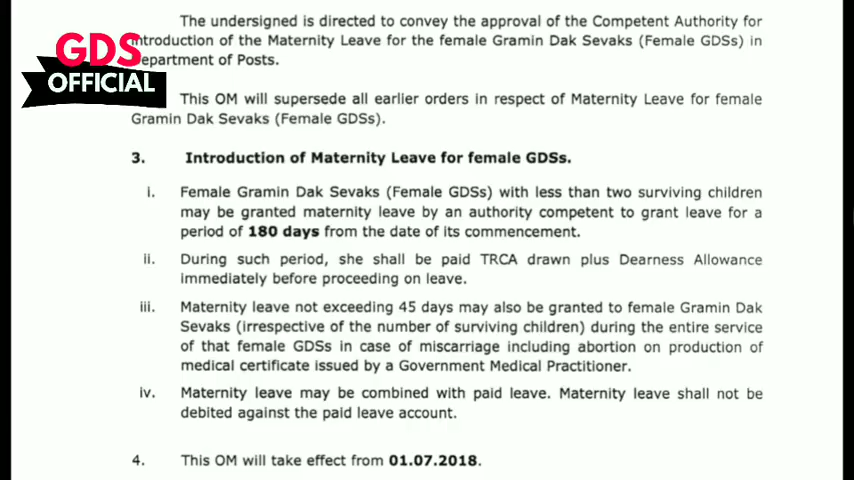 The undersigned is directed to convey the approval of the Competent Authority for
introduction of the Maternity Leave for the female Gramin Dak Sevaks (Female GDSs) in
epartment of Posts.
GDS
OFFICIAL
This OM will supersede all earlier orders in respect of Maternity Leave for female
Gramin Dak Sevaks (Female GDSs).
3. Introduction of Maternity Leave for female GDSs.
i. Female Gramin Dak Sevaks (Female GDSs) with less than two surviving children
may be granted maternity leave by an authority competent to grant leave for a
period of 180 days from the date of its commencement.
ii. During such period, she shall be paid TRCA drawn plus Dearness Allowance
immediately before proceeding on leave.
iii. Maternity leave not exceeding 45 days may also be granted to female Gramin Dak
Sevaks (irrespective of the number of surviving children) during the entire service
of that female GDSs in case of miscarriage including abortion on production of
medical certificate issued by a Government Medical Practitioner.
iv. Maternity leave may be combined with paid leave. Maternity leave shall not be
debited against the paid leave account.
4. This OM will take effect from 01.07.2018.